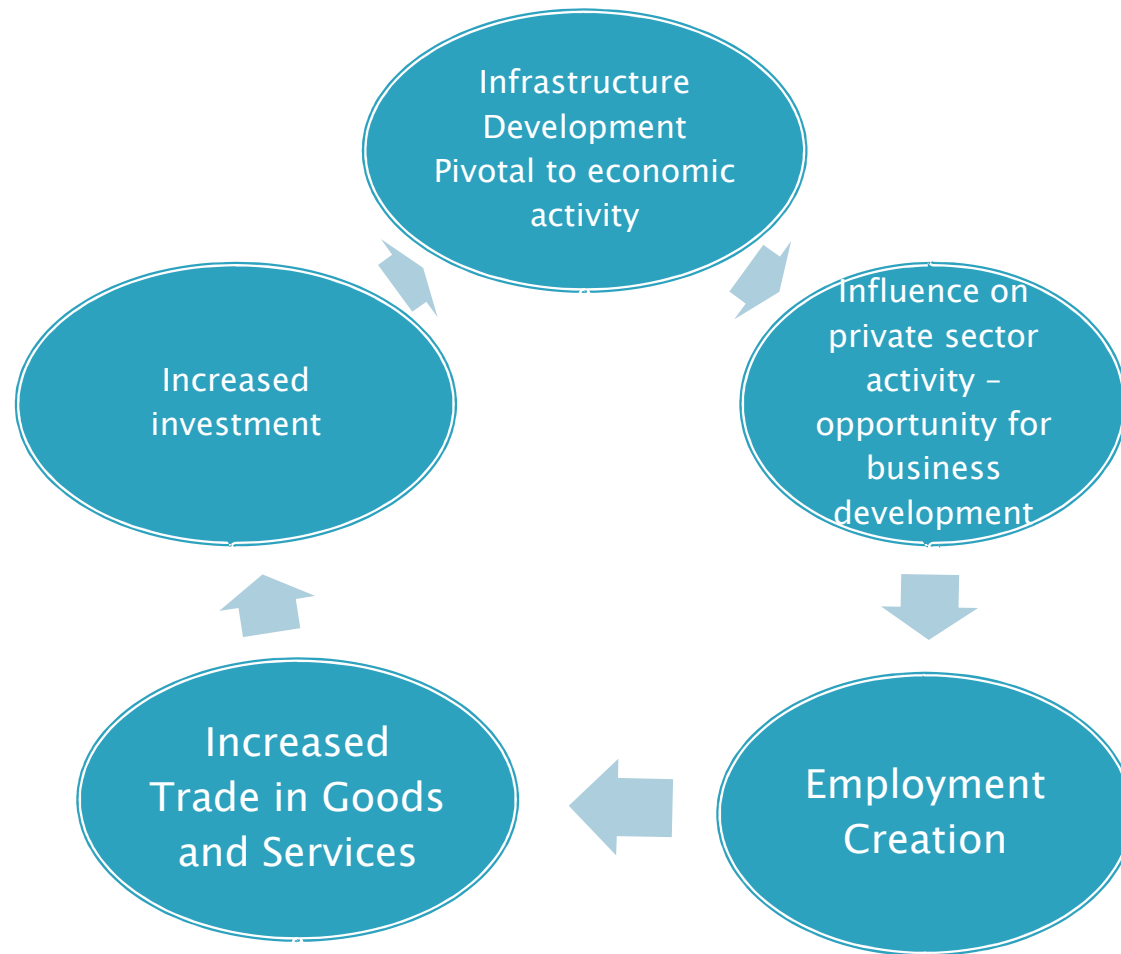 Infrastructure
Development
Pivotal to economic
activity
Influence on
private sector
activity –
opportunity for
business
development
Employment
Creation
Increased
Trade in Goods
and Services
Increased
investment